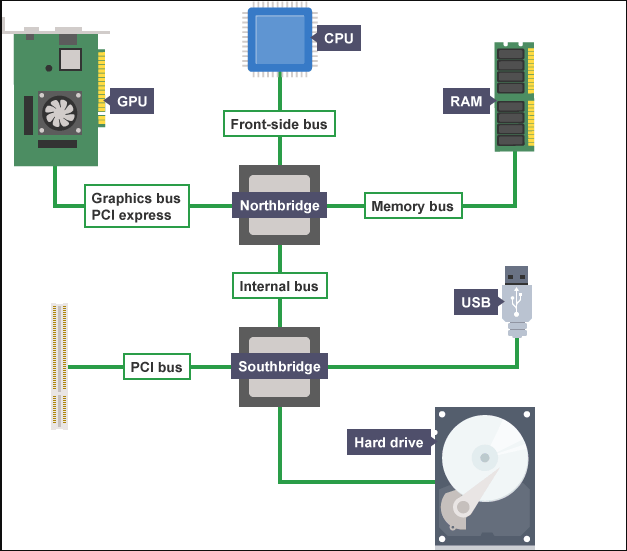 CPU
GPU
RAM
Front-side bus
Graphics bus
PCI express
Northbridge
Memory bus
Internal bus
USB
PCI bus
Southbridge
Hard drive